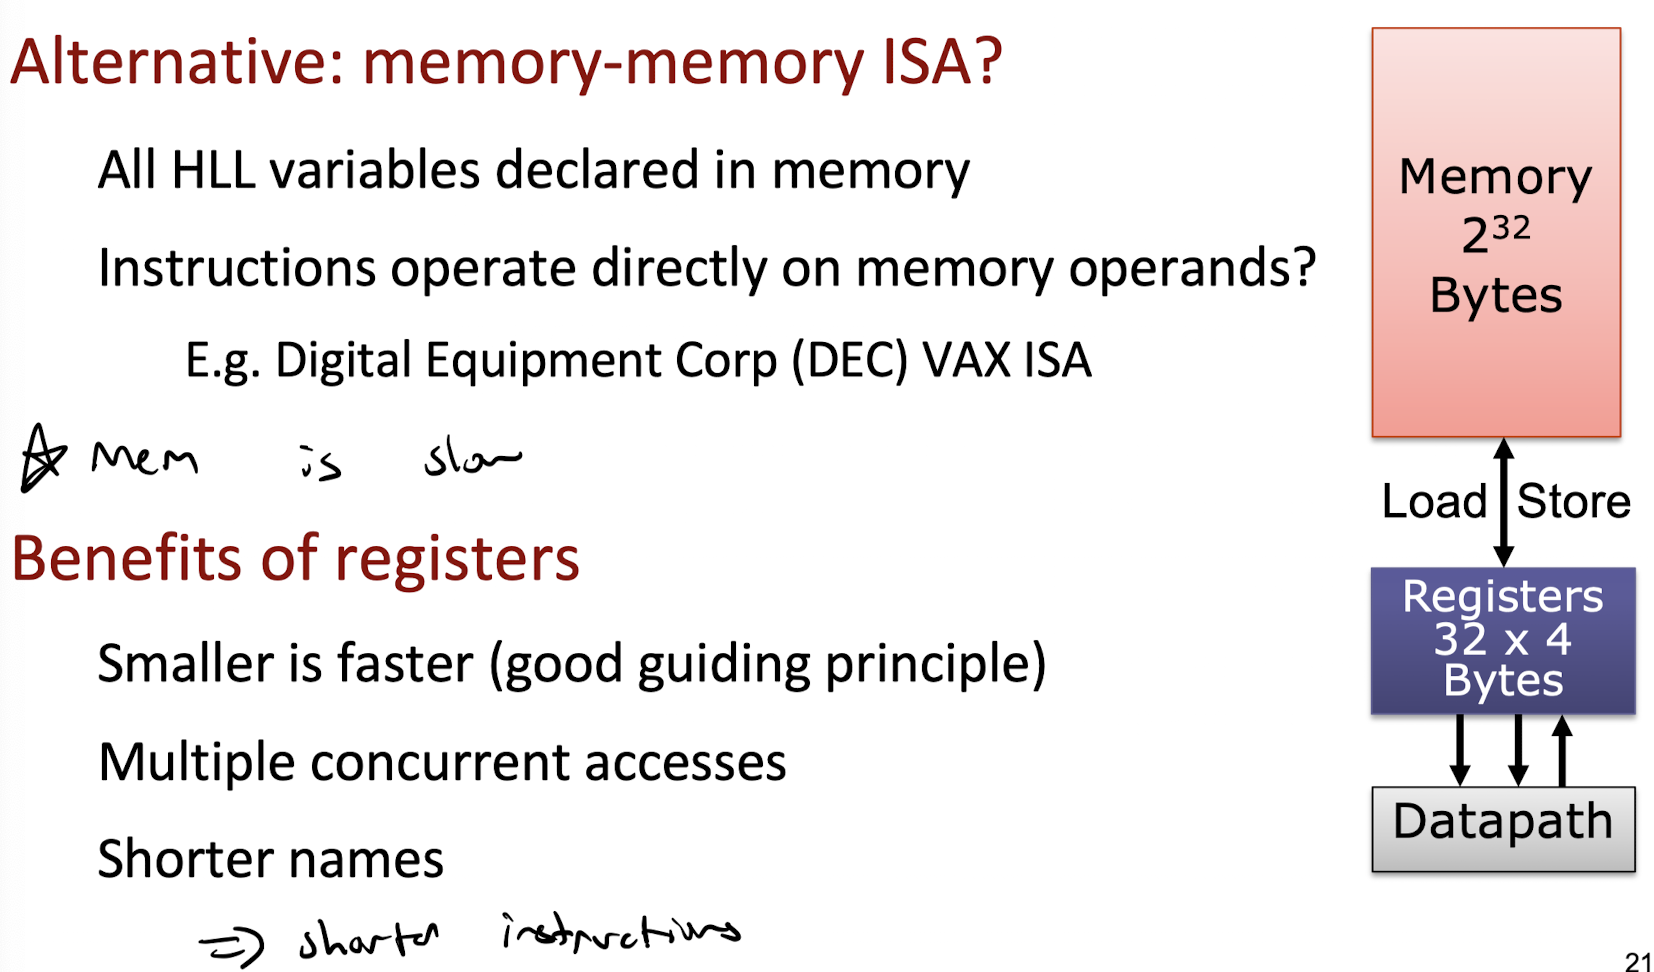 Alternative: memory-memory ISA?
All HLL variables declared in memory
Instructions operate directly on memory operands?
E.g. Digital Equipment Corp (DEC) VAX ISA
☆ Mem is slow
Benefits of registers
Smaller is faster (good guiding principle)
Multiple concurrent accesses
Shorter names
⇒ shorter instructions
Memory
2³²
Bytes
Load Store
Registers
32 x 4
Bytes
Datapath
21